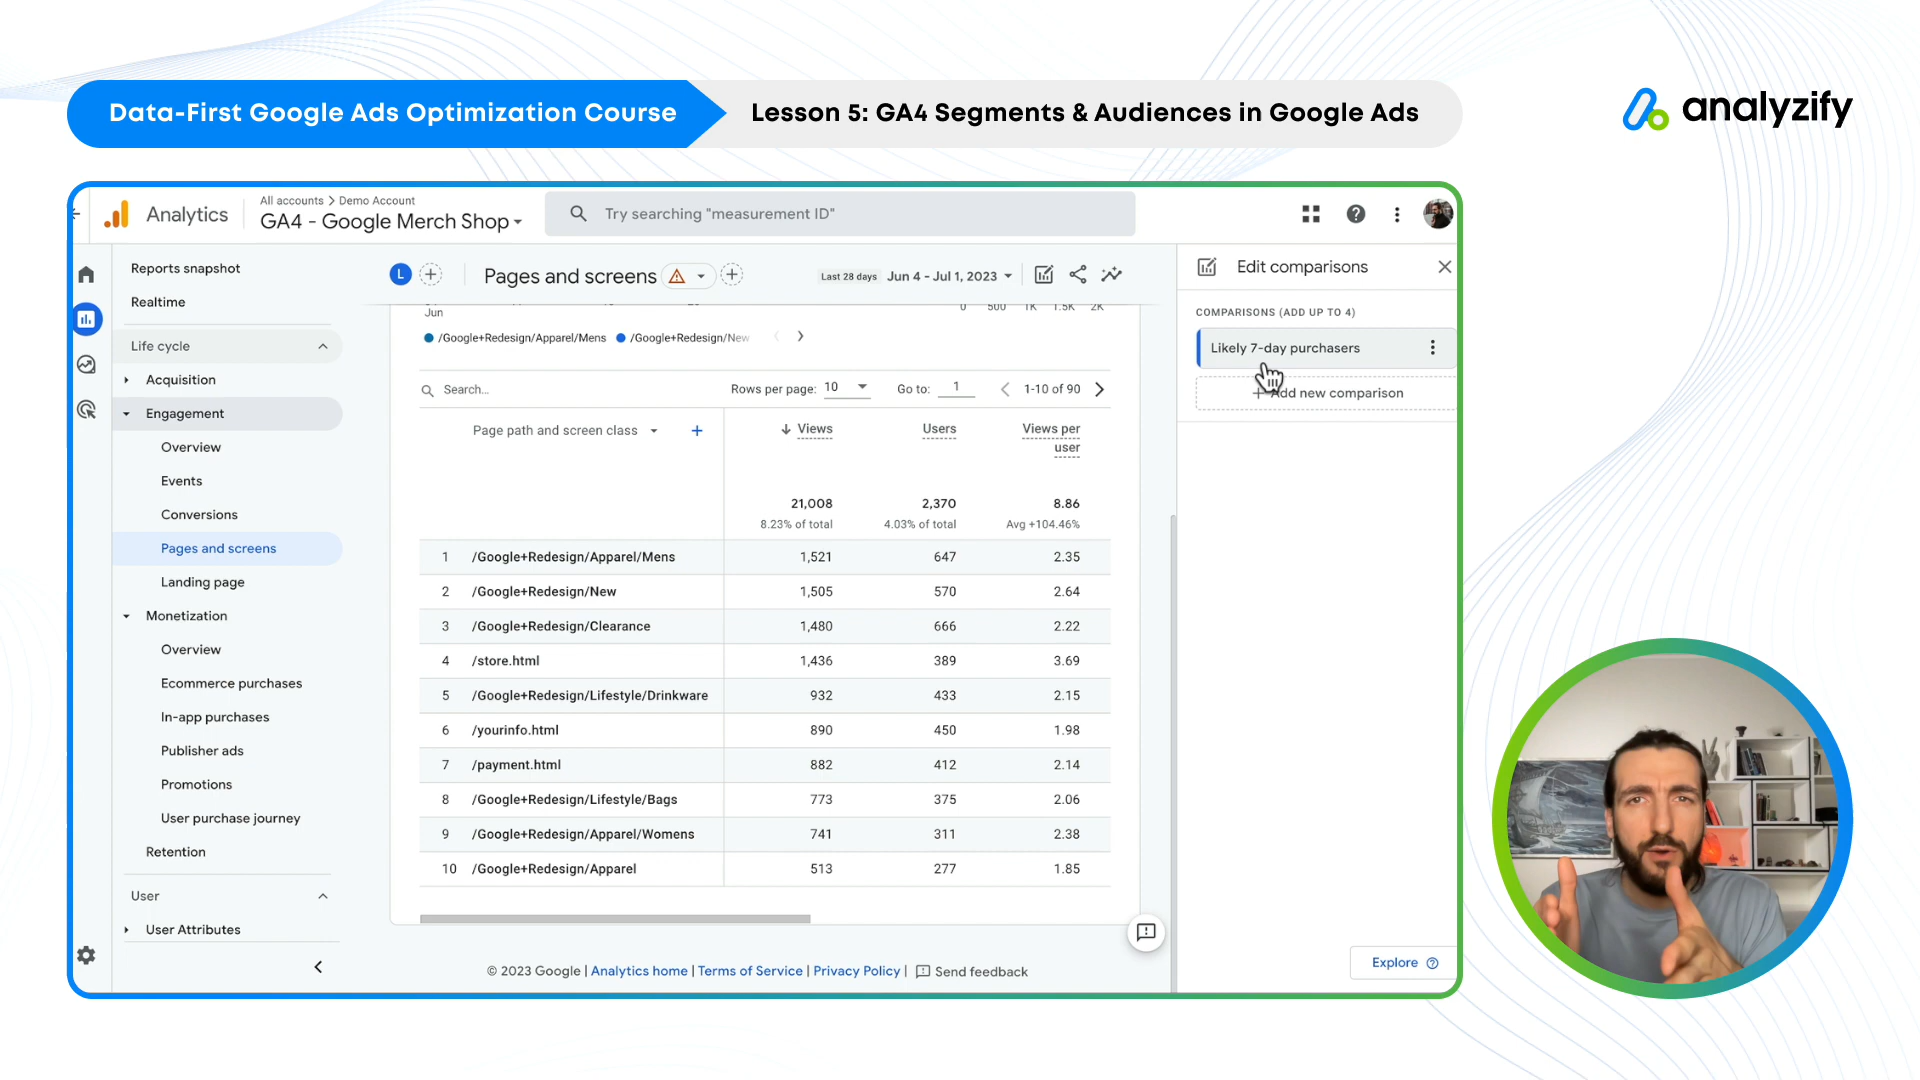 Data-First Google Ads Optimization Course
Lesson 5: GA4 Segments & Audiences in Google Ads
analyzify
Analytics
All accounts > Demo Account
GA4 - Google Merch Shop
Try searching "measurement ID"
Reports snapshot
Realtime
Life cycle
Acquisition
Engagement
Overview
Events
Conversions
Pages and screens
Landing page
Monetization
Overview
Ecommerce purchases
In-app purchases
Publisher ads
Promotions
User purchase journey
Retention
User
User Attributes
L
Pages and screens
Last 28 days
Jun 4 - Jul 1, 2023
Jun
0 500 1K 1.5K 2K
/Google+Redesign/Apparel/Mens
/Google+Redesign/New
Search...
Rows per page: 10
Go to: 1
1-10 of 90
Page path and screen class
Views
Users
Views per
user
21,008 2,370 8.86
8.23% of total 4.03% of total Avg +104.46%
1 /Google+Redesign/Apparel/Mens 1,521 647 2.35
2 /Google+Redesign/New 1,505 570 2.64
3 /Google+Redesign/Clearance 1,480 666 2.22
4 /store.html 1,436 389 3.69
5 /Google+Redesign/Lifestyle/Drinkware 932 433 2.15
6 /yourinfo.html 890 450 1.98
7 /payment.html 882 412 2.14
8 /Google+Redesign/Lifestyle/Bags 773 375 2.06
9 /Google+Redesign/Apparel/Womens 741 311 2.38
10 /Google+Redesign/Apparel 513 277 1.85
© 2023 Google | Analytics home | Terms of Service | Privacy Policy | Send feedback
Edit comparisons
COMPARISONS (ADD UP TO 4)
Likely 7-day purchasers
Add new comparison
Explore